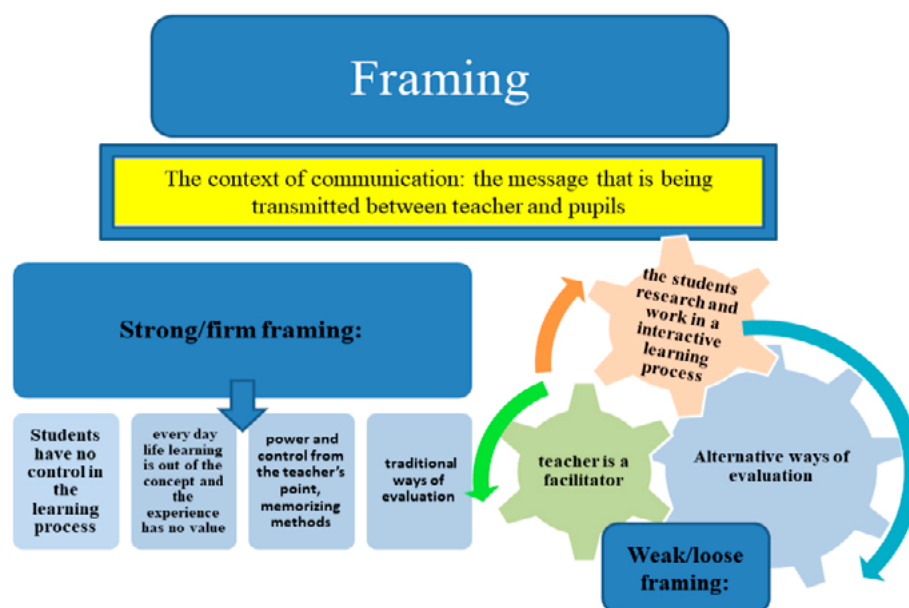 Framing
The context of communication: the message that is being
transmitted between teacher and pupils
Strong/firm framing:
Students
have no
control in
the
learning
process
every day
life learning
is out of the
concept and
the
experience
has no value
power and
control from
the teacher's
point,
memorizing
methods
traditional
ways of
evaluation
the students
research and
work in a
interactive
learning
process
teacher is a
facilitator
Alternative ways of
evaluation
Weak/loose
framing: